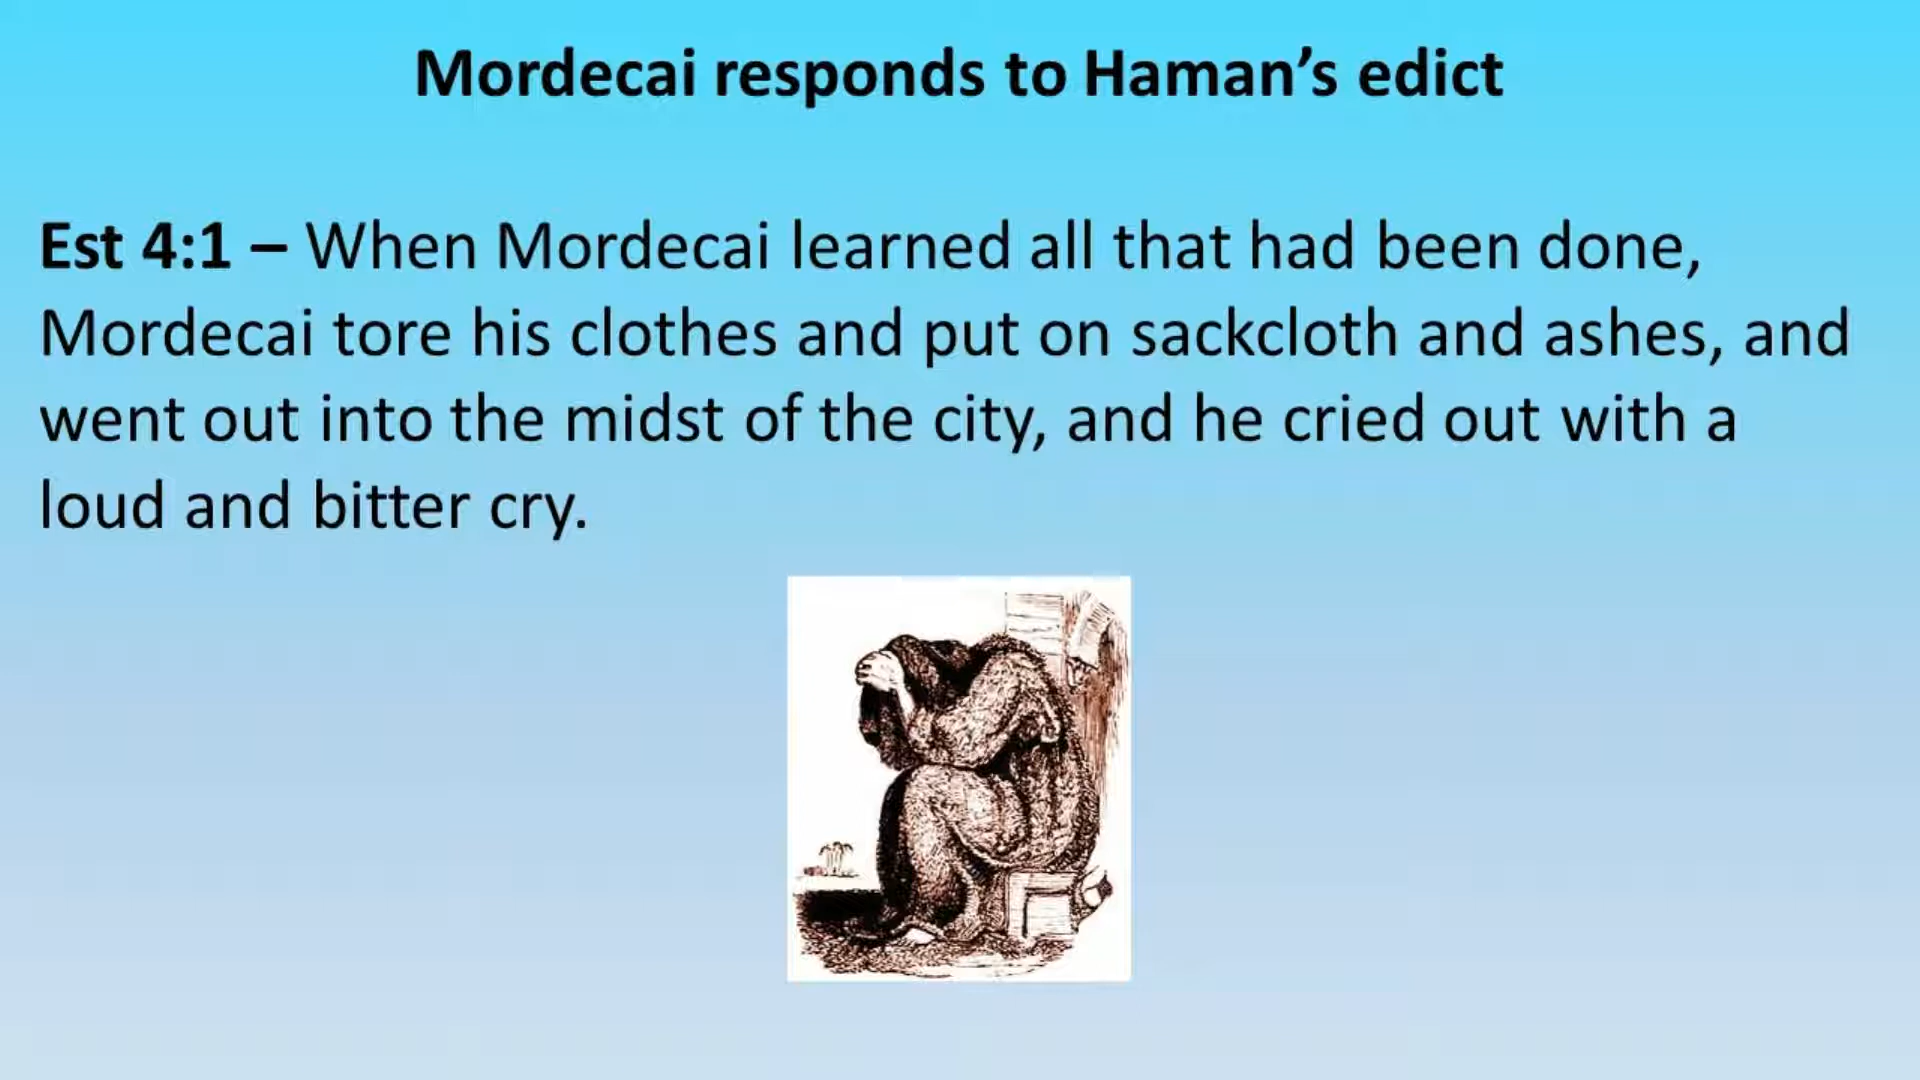 Mordecai responds to Haman’s edict
Est 4:1 – When Mordecai learned all that had been done,
Mordecai tore his clothes and put on sackcloth and ashes, and
went out into the midst of the city, and he cried out with a
loud and bitter cry.